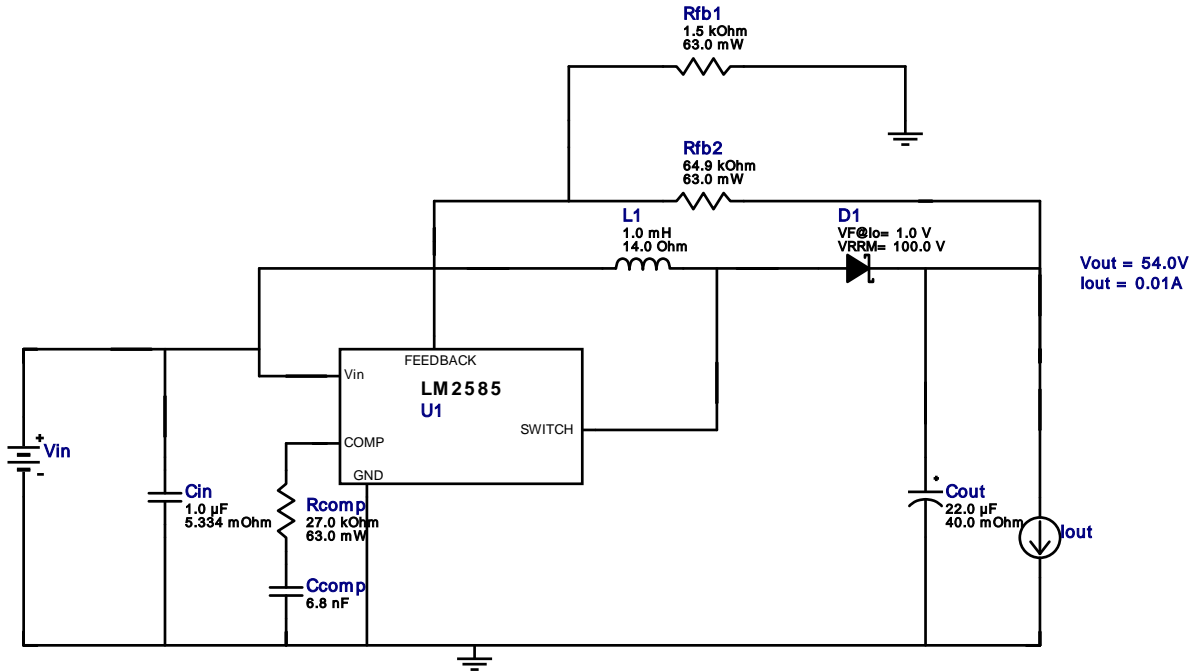 Rfb1
1.5 kOhm
63.0 mW
Rfb2
64.9 kOhm
63.0 mW
L1
1.0 mH
14.0 Ohm
D1
VF@Io= 1.0 V
VRRM= 100.0 V
Vout = 54.0V
Iout = 0.01A
FEEDBACK
Vin
LM2585
U1
SWITCH
COMP
GND
+
Vin
-
Cin
1.0 µF
5.334 mOhm
Rcomp
27.0 kOhm
63.0 mW
Ccomp
6.8 nF
Cout
22.0 µF
40.0 mOhm
Iout